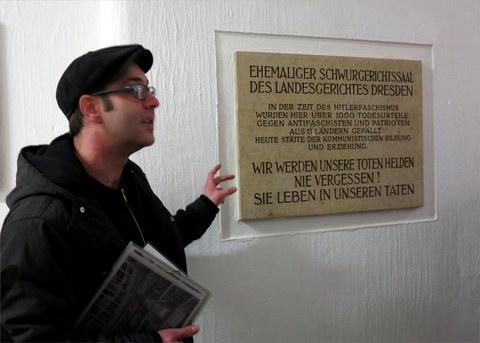 EHEMALIGER SCHWURGERICHTSSAAL
DES LANDESGERICHTES DRESDEN
IN DER ZEIT DES HITLERFASCHISMUS
WURDEN HIER ÜBER 1000 TODESURTEILE
GEGEN ANTIFASCHISTEN UND PATRIOTEN
AUS 11 LÄNDERN GEFÄLLT
HEUTE STÄTTE DER KOMMUNISTISCHEN BILDUNG
UND ERZIEHUNG.
WIR WERDEN UNSERE TOTEN HELDEN
NIE VERGESSEN!
SIE LEBEN IN UNSEREN TATEN